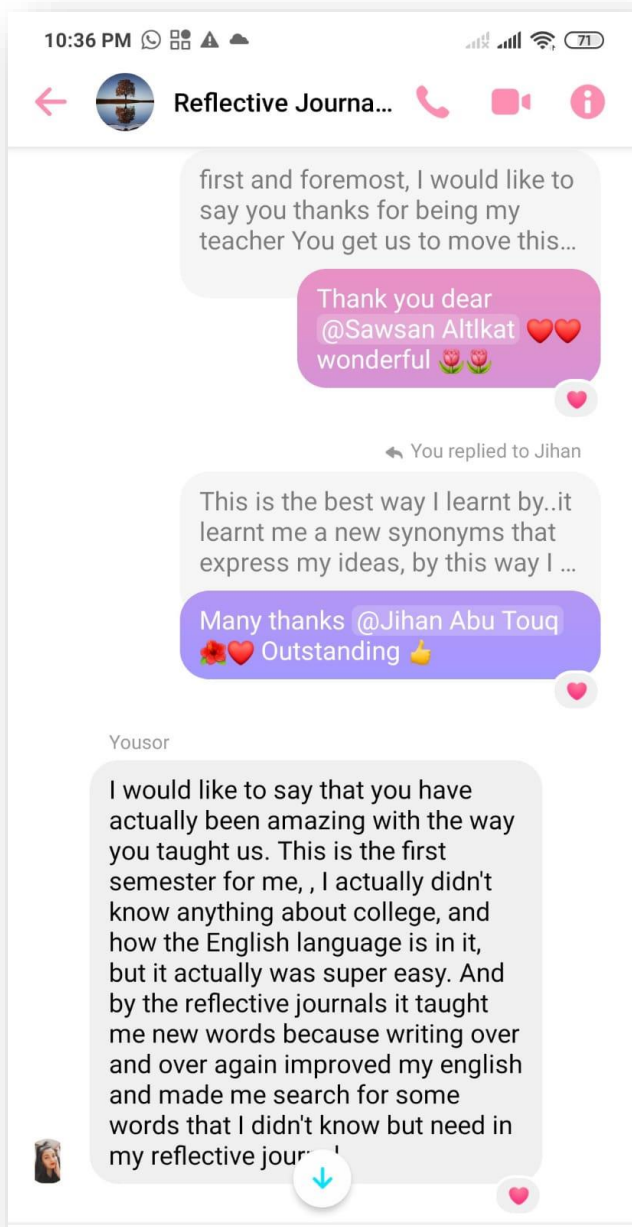 10:36 PM
71
Reflective Journa...
first and foremost, I would like to
say you thanks for being my
teacher You get us to move this...
Thank you dear
@Sawsan Altlkat ❤️❤️
wonderful 🌷🌷
You replied to Jihan
This is the best way I learnt by..it
learnt me a new synonyms that
express my ideas, by this way I ...
Many thanks @Jihan Abu Touq
🌺❤️ Outstanding 👍
Yousor
I would like to say that you have
actually been amazing with the way
you taught us. This is the first
semester for me, , I actually didn't
know anything about college, and
how the English language is in it,
but it actually was super easy. And
by the reflective journals it taught
me new words because writing over
and over again improved my english
and made me search for some
words that I didn't know but need in
my reflective